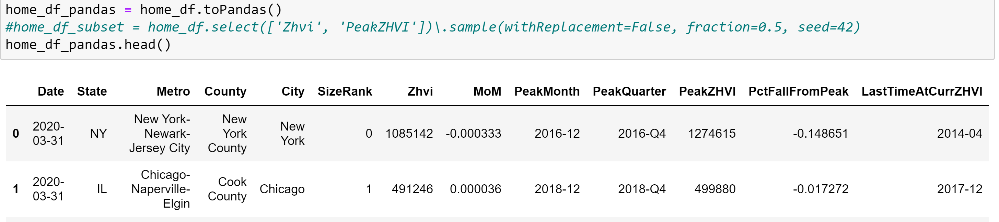 home_df_pandas = home_df.toPandas()
#home_df_subset = home_df.select(['Zhvi', 'PeakZHVI'])\.sample(withReplacement=False, fraction=0.5, seed=42)
home_df_pandas.head()
Date State Metro County City SizeRank Zhvi MoM PeakMonth PeakQuarter PeakZHVI PctFallFromPeak LastTimeAtCurrZHVI
0 2020-03-31 NY New York-Newark-Jersey City New York County New York 0 1085142 -0.000333 2016-12 2016-Q4 1274615 -0.148651 2014-04
1 2020-03-31 IL Chicago-Naperville-Elgin Cook County Chicago 1 491246 0.000036 2018-12 2018-Q4 499880 -0.017272 2017-12